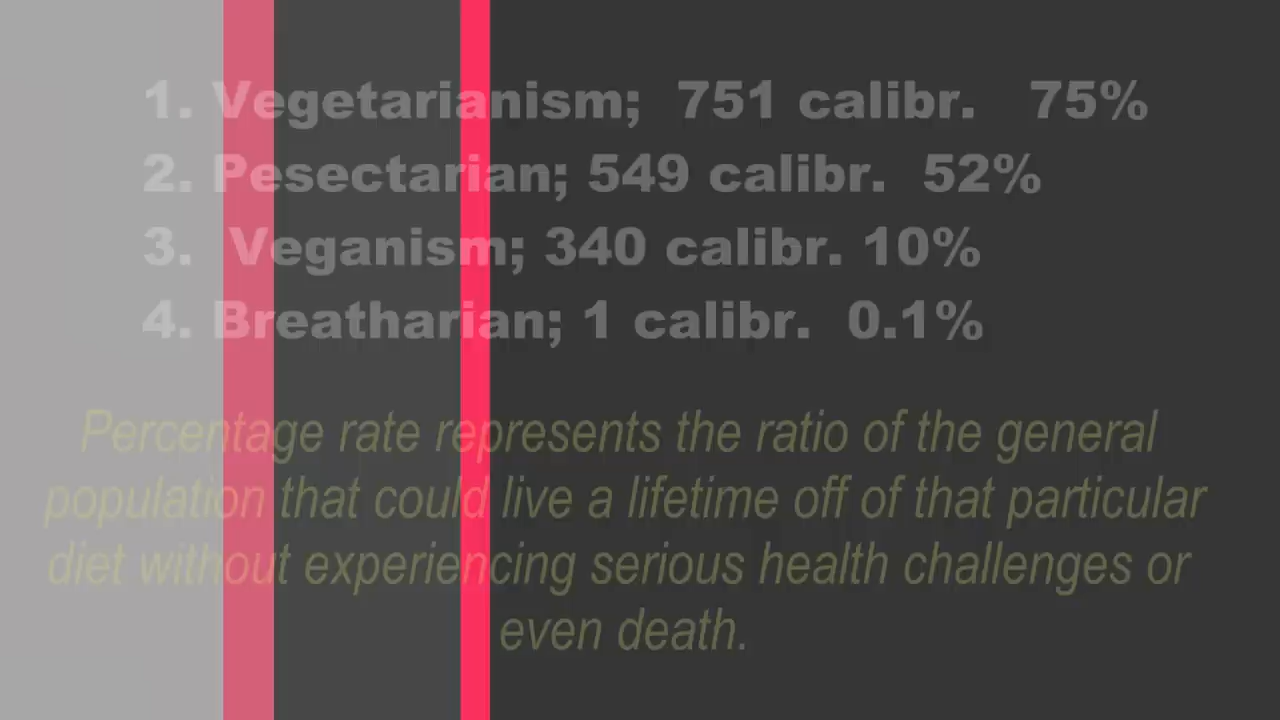 1. Vegetarianism; 751 calibr. 75%
2. Pesectarian; 549 calibr. 52%
3. Veganism; 340 calibr. 10%
4. Breatharian; 1 calibr. 0.1%
Percentage rate represents the ratio of the general
population that could live a lifetime off of that particular
diet without experiencing serious health challenges or
even death.